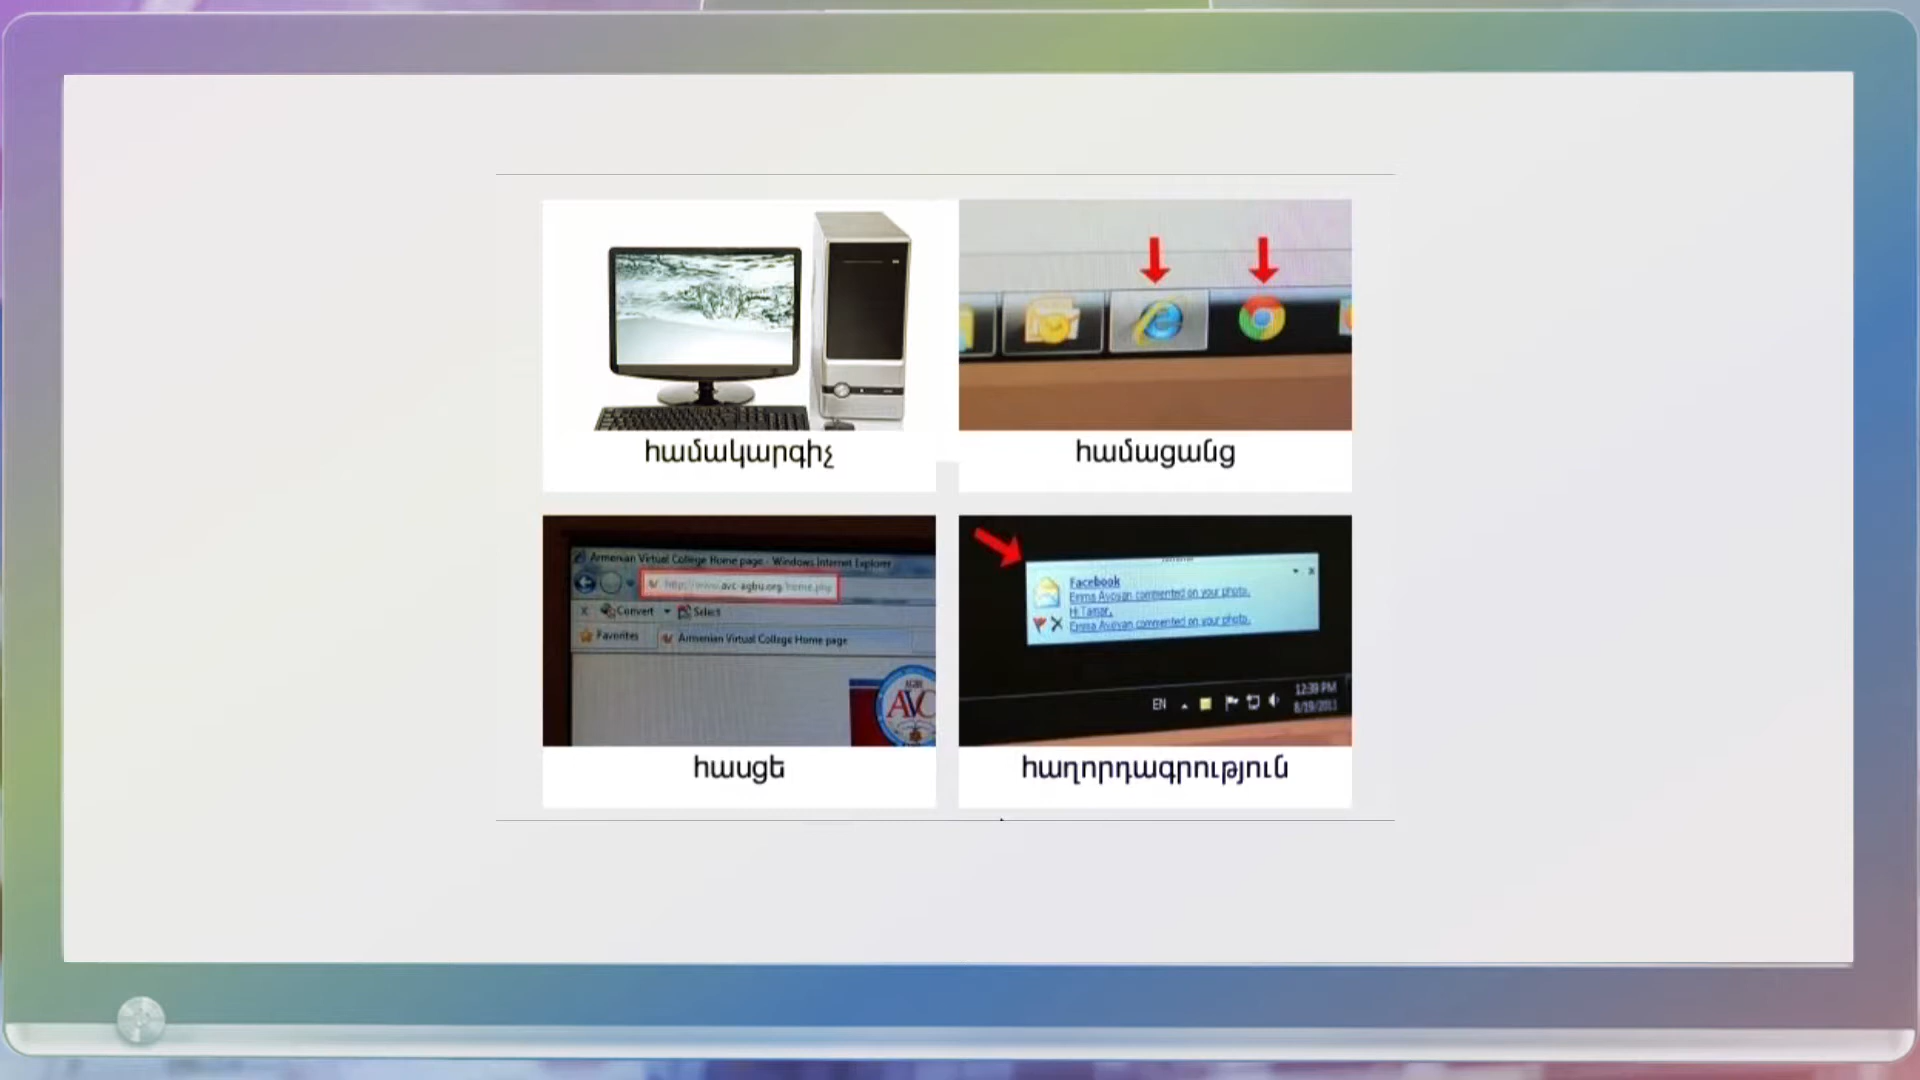 համակարգիչ
համացանց
Armenian Virtual College Home page - Windows Internet Explorer
http://www.avc-agbu.org/home.php
Convert Select
Favorites Armenian Virtual College Home page
AGBU
AVC
հասցե
Facebook
Emma Avoyan commented on your photo.
Hi Tamar,
Emma Avoyan commented on your photo.
EN
12:39 PM
8/19/2011
հաղորդագրություն